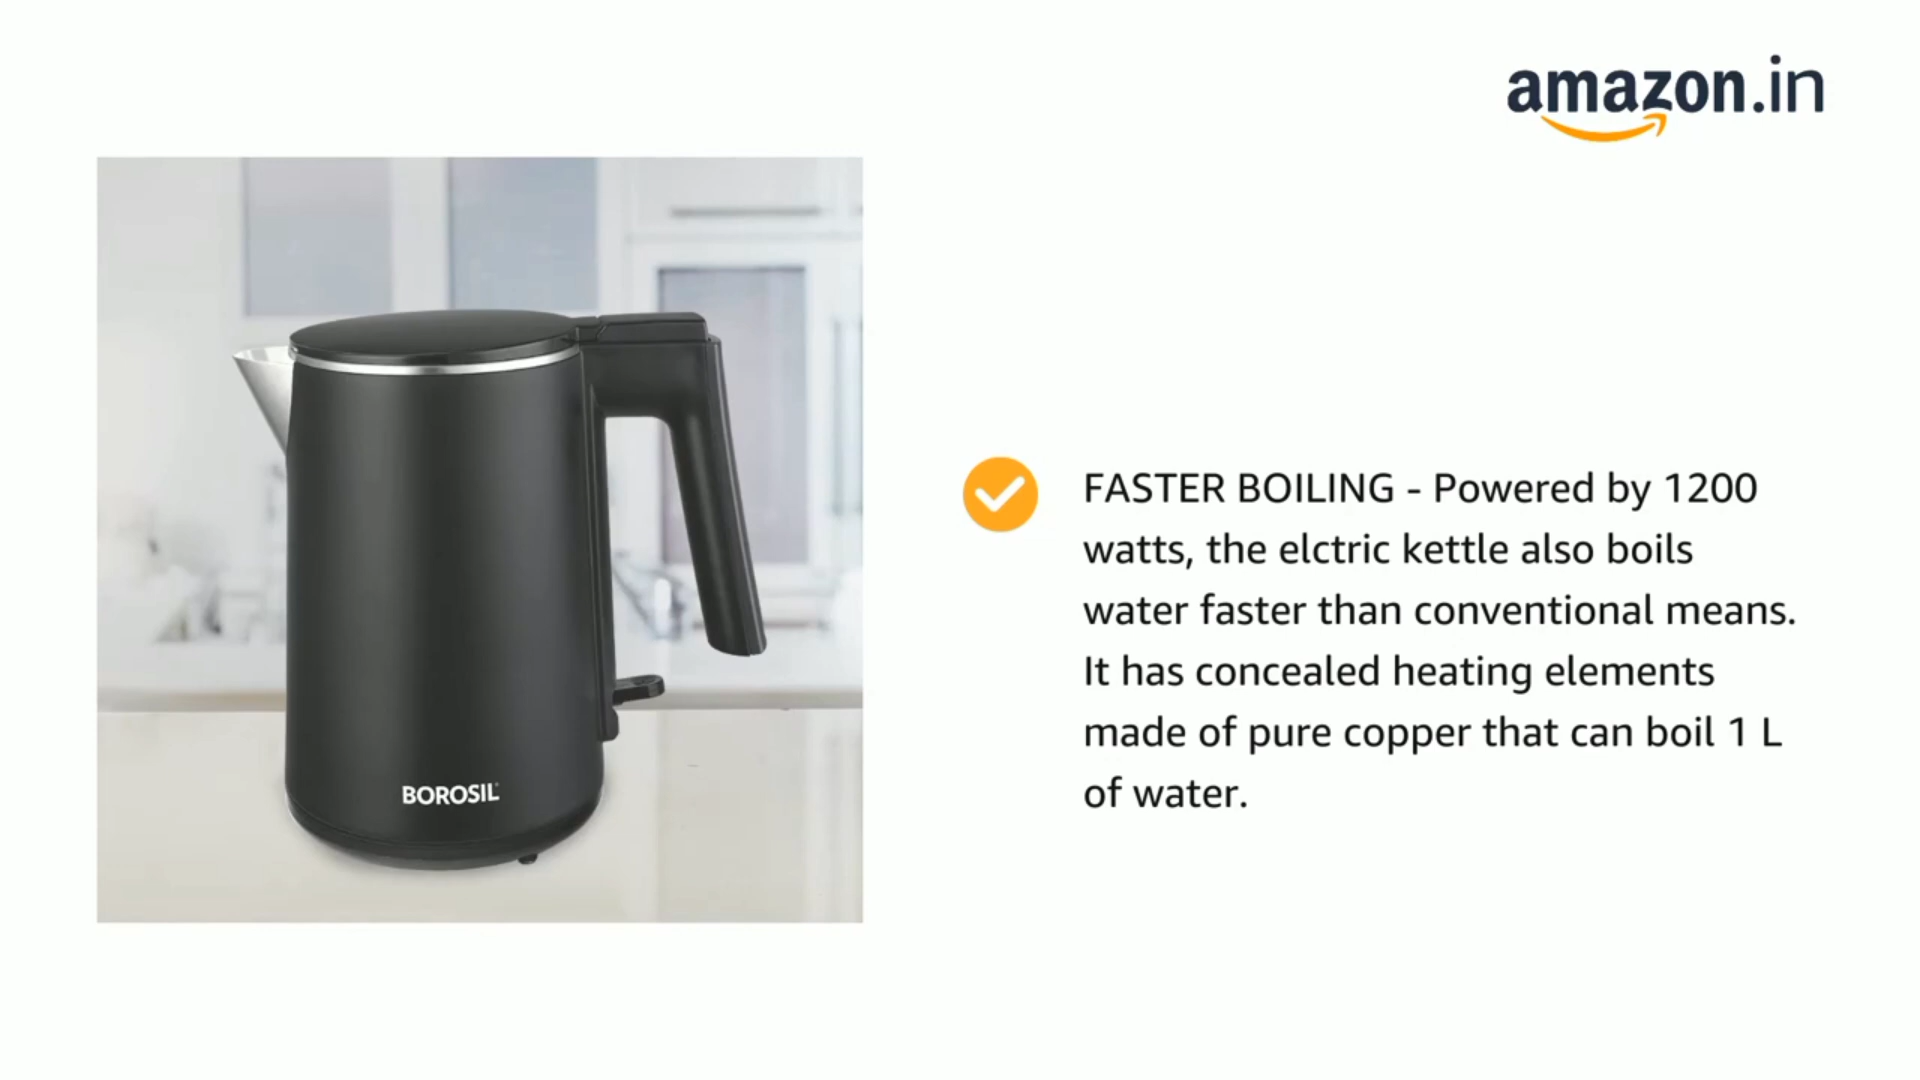 amazon.in
FASTER BOILING - Powered by 1200
watts, the elctric kettle also boils
water faster than conventional means.
It has concealed heating elements
made of pure copper that can boil 1 L
of water.
BOROSIL